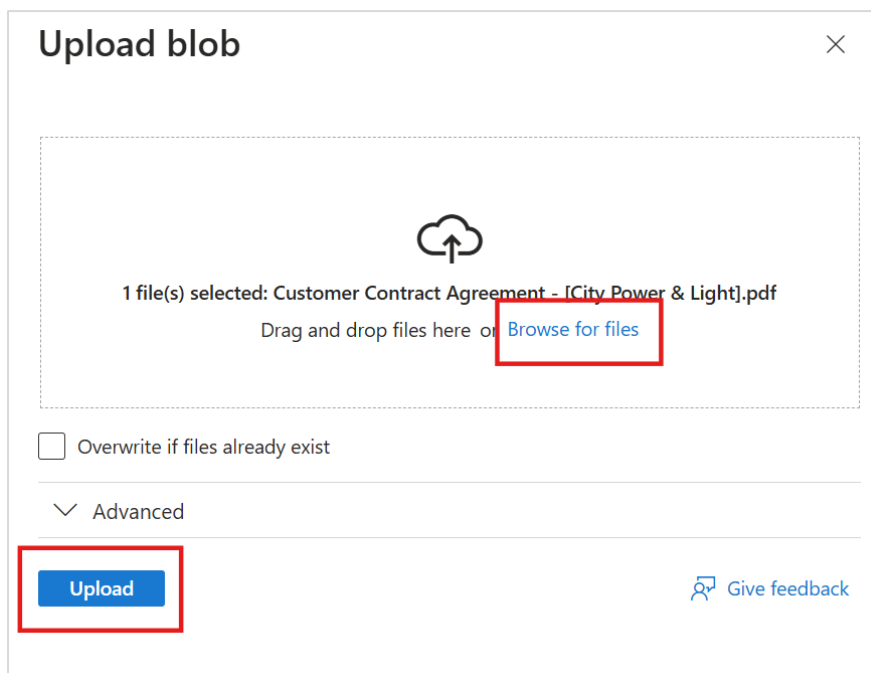 Upload blob
1 file(s) selected: Customer Contract Agreement - [City Power & Light].pdf
Drag and drop files here or Browse for files
Overwrite if files already exist
Advanced
Upload
Give feedback